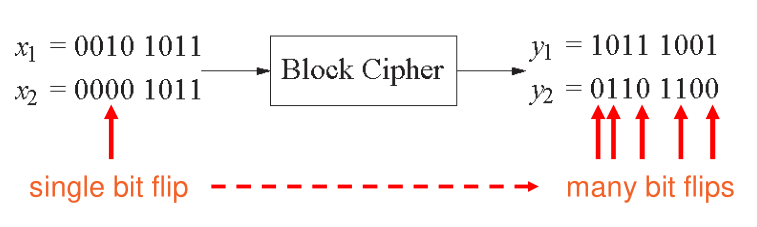 x1 = 0010 1011
x2 = 0000 1011
Block Cipher
y1 = 1011 1001
y2 = 0110 1100
single bit flip
many bit flips